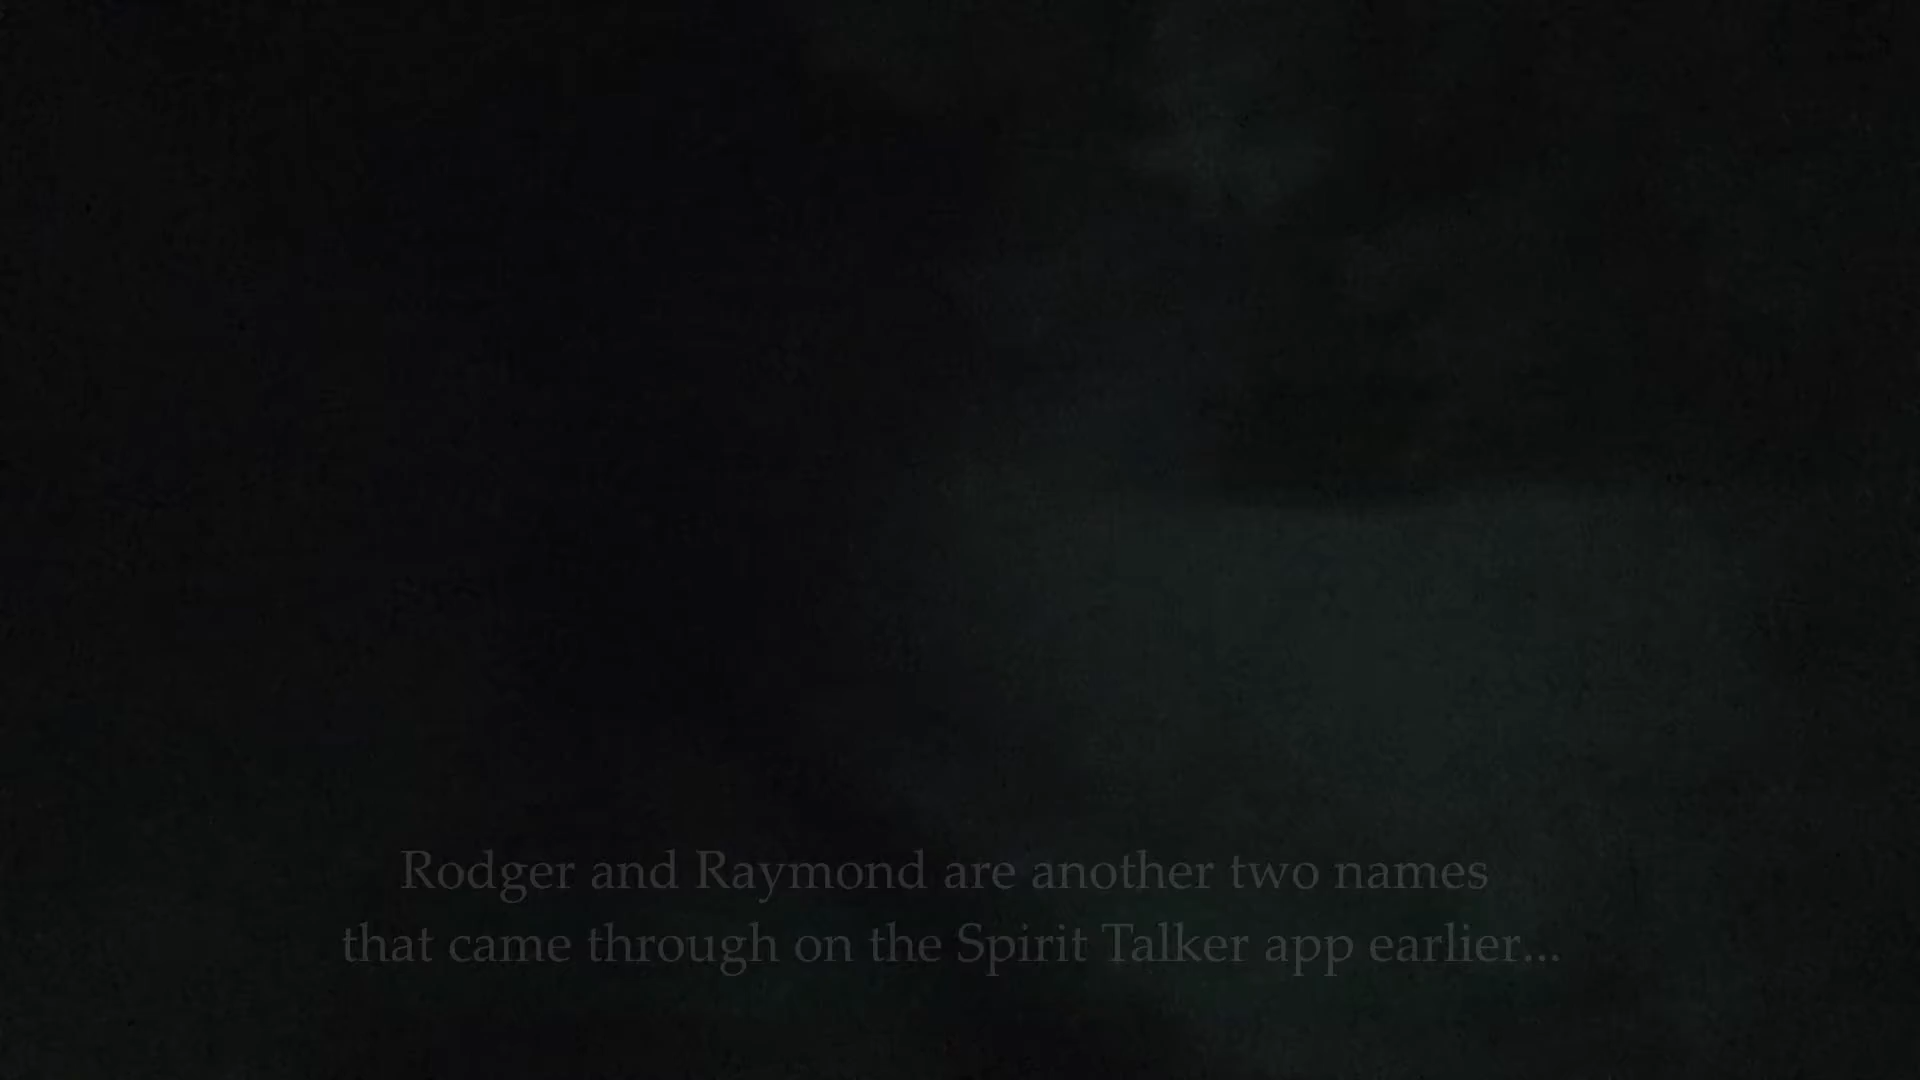 Rodger and Raymond are another two names
that came through on the Spirit Talker app earlier...